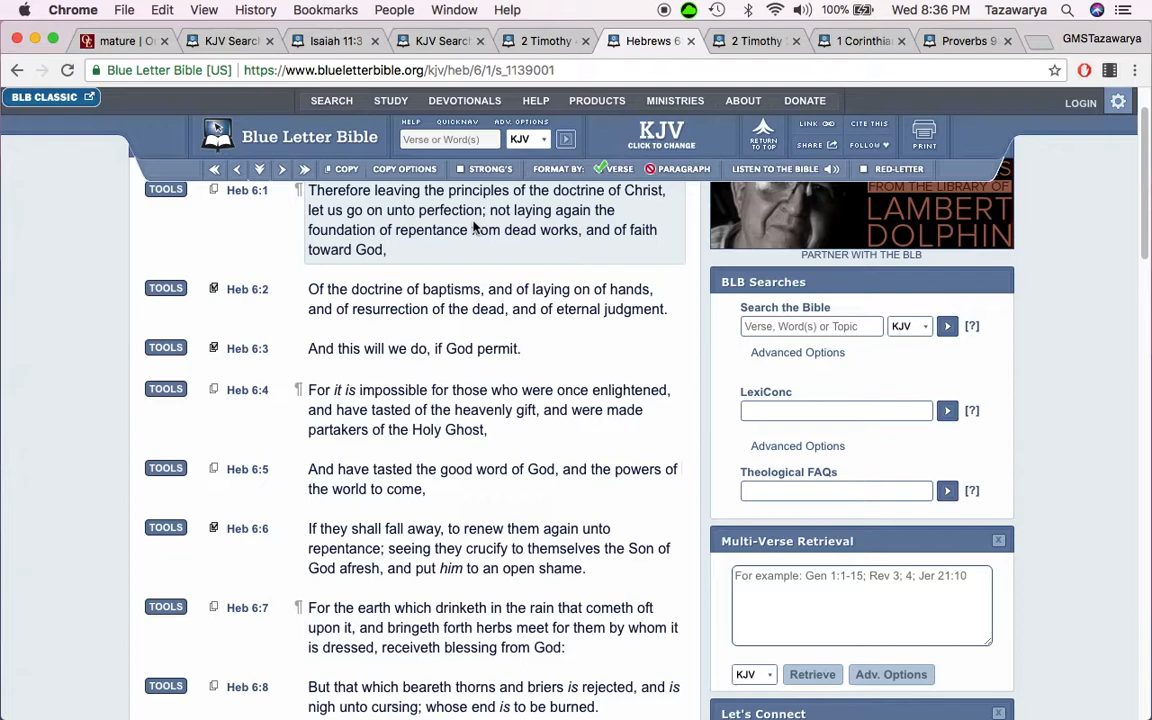 Chrome File Edit View History Bookmarks People Window Help 100% Wed 8:36 PM Tazawarya
mature | O KJV Searc Isaiah 11:3 KJV Searc 2 Timothy Hebrews 6 2 Timothy 1 Corinthia Proverbs 9 GMSTazawarya
Blue Letter Bible [US] https://www.blueletterbible.org/kjv/heb/6/1/s_1139001
BLB CLASSIC SEARCH STUDY DEVOTIONALS HELP PRODUCTS MINISTRIES ABOUT DONATE LOGIN
HELP QUICKNAV ADV. OPTIONS
Blue Letter Bible Verse or Word(s) KJV
KJV
CLICK TO CHANGE
RETURN TO TOP
LINK CITE THIS
SHARE FOLLOW
PRINT
COPY COPY OPTIONS STRONG'S FORMAT BY: VERSE PARAGRAPH LISTEN TO THE BIBLE RED-LETTER
TOOLS Heb 6:1 ¶ Therefore leaving the principles of the doctrine of Christ,
let us go on unto perfection; not laying again the
foundation of repentance from dead works, and of faith
toward God,
TOOLS Heb 6:2 Of the doctrine of baptisms, and of laying on of hands,
and of resurrection of the dead, and of eternal judgment.
TOOLS Heb 6:3 And this will we do, if God permit.
TOOLS Heb 6:4 ¶ For it is impossible for those who were once enlightened,
and have tasted of the heavenly gift, and were made
partakers of the Holy Ghost,
TOOLS Heb 6:5 And have tasted the good word of God, and the powers of
the world to come,
TOOLS Heb 6:6 If they shall fall away, to renew them again unto
repentance; seeing they crucify to themselves the Son of
God afresh, and put him to an open shame.
TOOLS Heb 6:7 ¶ For the earth which drinketh in the rain that cometh oft
upon it, and bringeth forth herbs meet for them by whom it
is dressed, receiveth blessing from God:
TOOLS Heb 6:8 But that which beareth thorns and briers is rejected, and is
nigh unto cursing; whose end is to be burned.
FROM THE LIBRARY OF
LAMBERT
DOLPHIN
PARTNER WITH THE BLB
BLB Searches
Search the Bible
Verse, Word(s) or Topic KJV [?]
Advanced Options
LexiConc
[?]
Advanced Options
Theological FAQs
[?]
Multi-Verse Retrieval
For example: Gen 1:1-15; Rev 3; 4; Jer 21:10
KJV Retrieve Adv. Options
Let's Connect